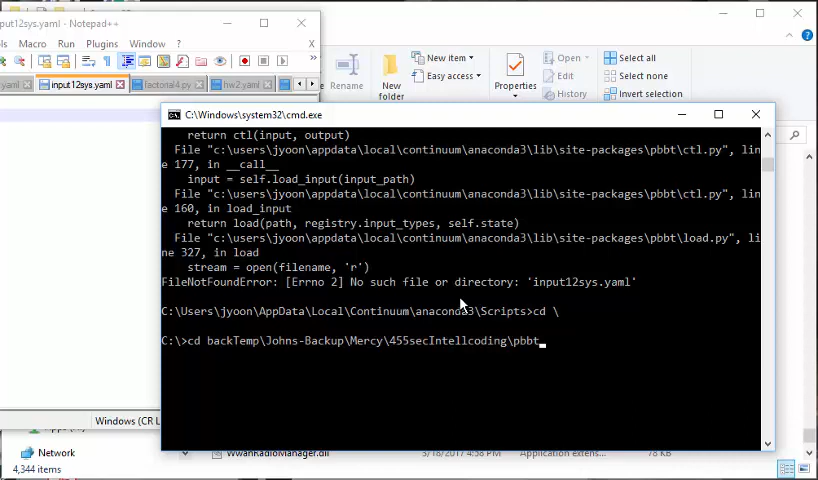 nput12sys.yaml - Notepad++
ols Macro Run Plugins Window ? X
yaml input12sys.yaml factorial4.py hw2.yaml
Rename
New folder
New item
Easy access
Properties
Open
Edit
History
Select all
Select none
C:\Windows\system32\cmd.exe
return ctl(input, output)
File "c:\users\jyoon\appdata\local\continuum\anaconda3\lib\site-packages\pbbt\ctl.py", lin
e 177, in __call__
input = self.load_input(input_path)
File "c:\users\jyoon\appdata\local\continuum\anaconda3\lib\site-packages\pbbt\ctl.py", lin
e 160, in load_input
return load(path, registry.input_types, self.state)
File "c:\users\jyoon\appdata\local\continuum\anaconda3\lib\site-packages\pbbt\load.py", li
ne 327, in load
stream = open(filename, 'r')
FileNotFoundError: [Errno 2] No such file or directory: 'input12sys.yaml'
C:\Users\jyoon\AppData\Local\Continuum\anaconda3\Scripts>cd \
C:\>cd backTemp\Johns-Backup\Mercy\455secIntellcoding\pbbt
Windows (CR L
Network
WwanRadioManager.dll 3/18/2017 4:58 PM Application extens... 78 KB
4,344 items